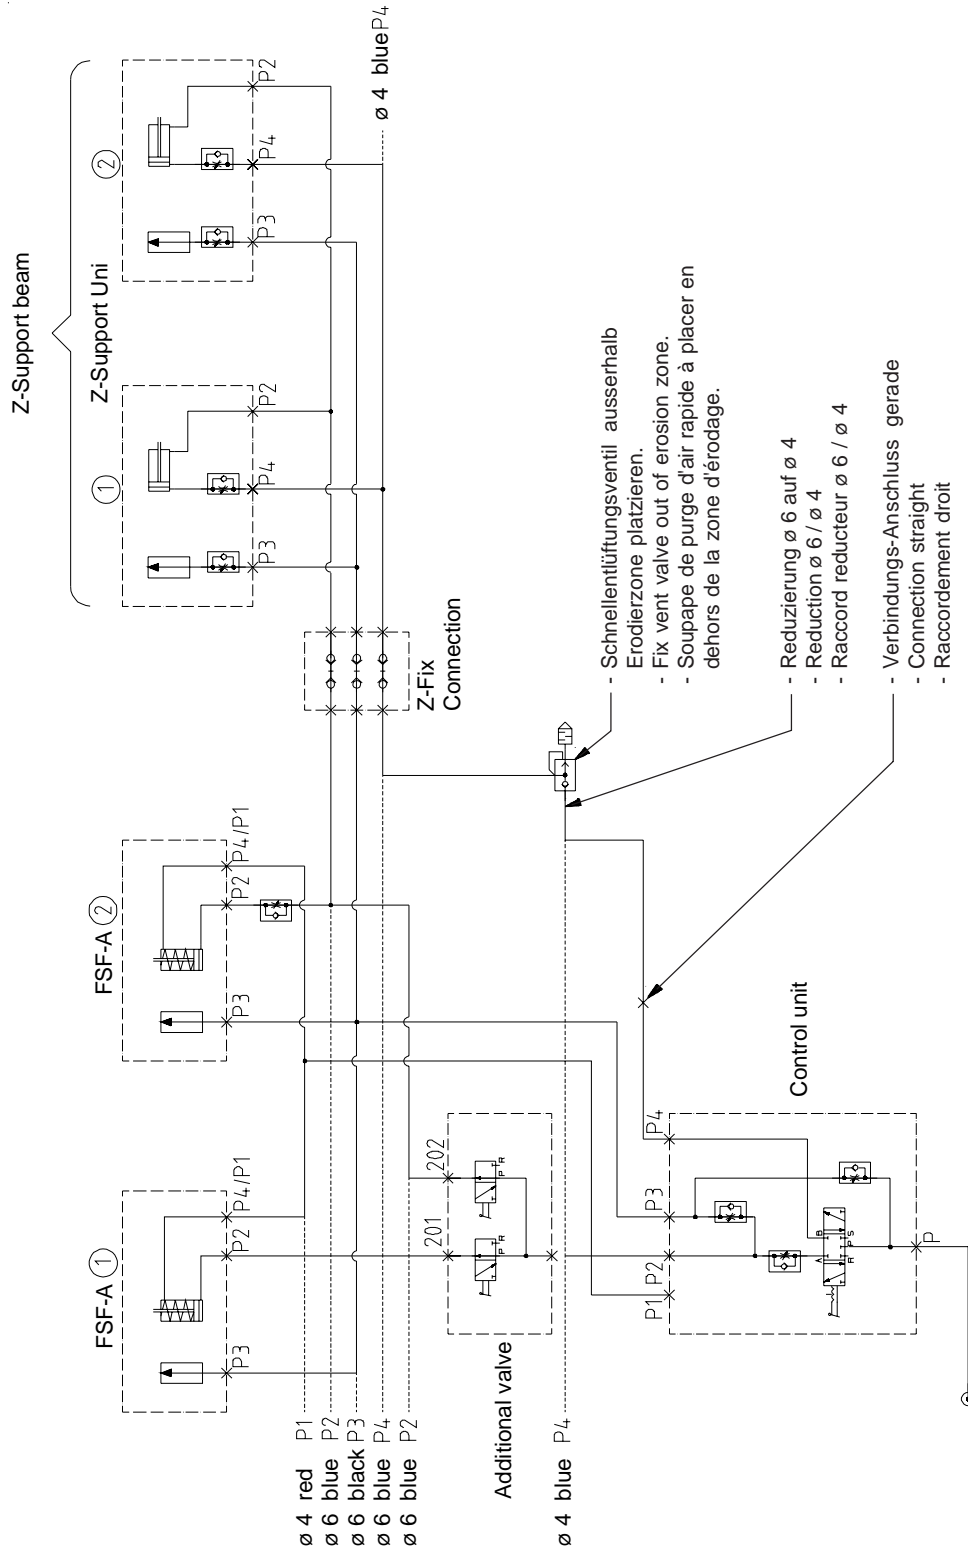 Z-Support beam
Z-Support Uni
1
2
P3
P4
P2
P3
P4
P2
ø 4 blue P4
FSF-A 1
FSF-A 2
P3
P2
P4/P1
P3
P2
P4/P1
Z-Fix
Connection
ø 4 red P1
ø 6 blue P2
ø 6 black P3
ø 6 blue P4
ø 6 blue P2
201
202
P R
P R
Additional valve
ø 4 blue P4
- Schnellentlüftungsventil ausserhalb
Erodierzone platzieren.
- Fix vent valve out of erosion zone.
- Soupape de purge d'air rapide à placer en
dehors de la zone d'érodage.
- Reduzierung ø 6 auf ø 4
- Reduction ø 6 / ø 4
- Raccord reducteur ø 6 / ø 4
- Verbindungs-Anschluss gerade
- Connection straight
- Raccordement droit
Control unit
P1
P2
P3
P4
A B
R P S
P